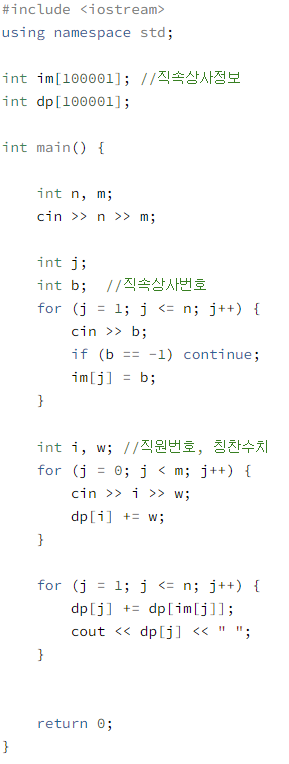 #include <iostream>
using namespace std;
int im[100001]; //직속상사정보
int dp[100001];
int main() {
int n, m;
cin >> n >> m;
int j;
int b;  //직속상사번호
for (j = 1; j <= n; j++) {
cin >> b;
if (b == -1) continue;
im[j] = b;
}
int i, w; //직원번호, 칭찬수치
for (j = 0; j < m; j++) {
cin >> i >> w;
dp[i] += w;
}
for (j = 1; j <= n; j++) {
dp[j] += dp[im[j]];
cout << dp[j] << " ";
}
return 0;
}